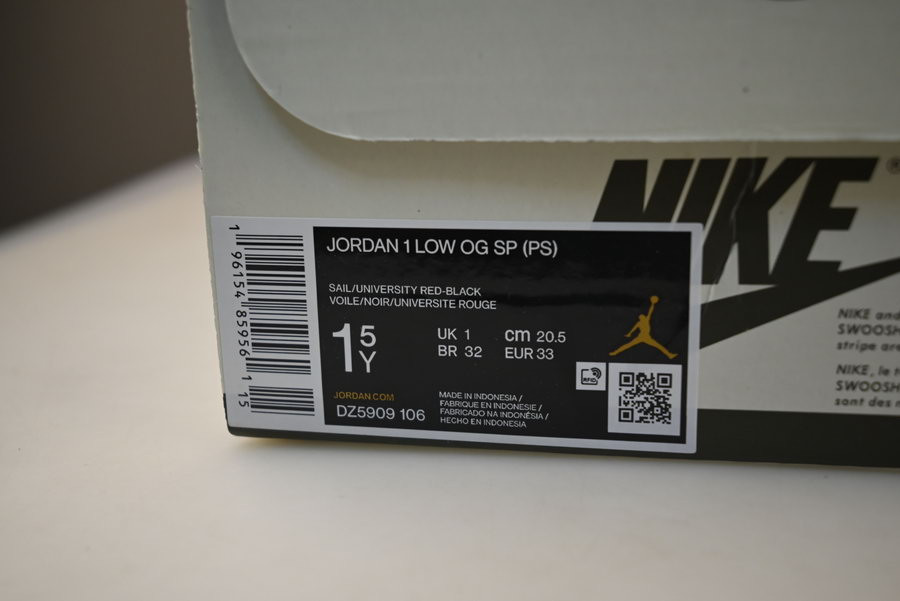 NIKE
NIKE and
SWOOSH
stripe are
NIKE, le
SWOOSH
sont des
1 96154 85956 1 15
JORDAN 1 LOW OG SP (PS)
SAIL/UNIVERSITY RED-BLACK
VOILE/NOIR/UNIVERSITE ROUGE
1 5 Y
UK 1
BR 32
cm 20.5
EUR 33
RFID
JORDAN.COM
DZ5909 106
MADE IN INDONESIA /
FABRIQUE EN INDONESIE /
FABRICADO NA INDONÉSIA /
HECHO EN INDONESIA